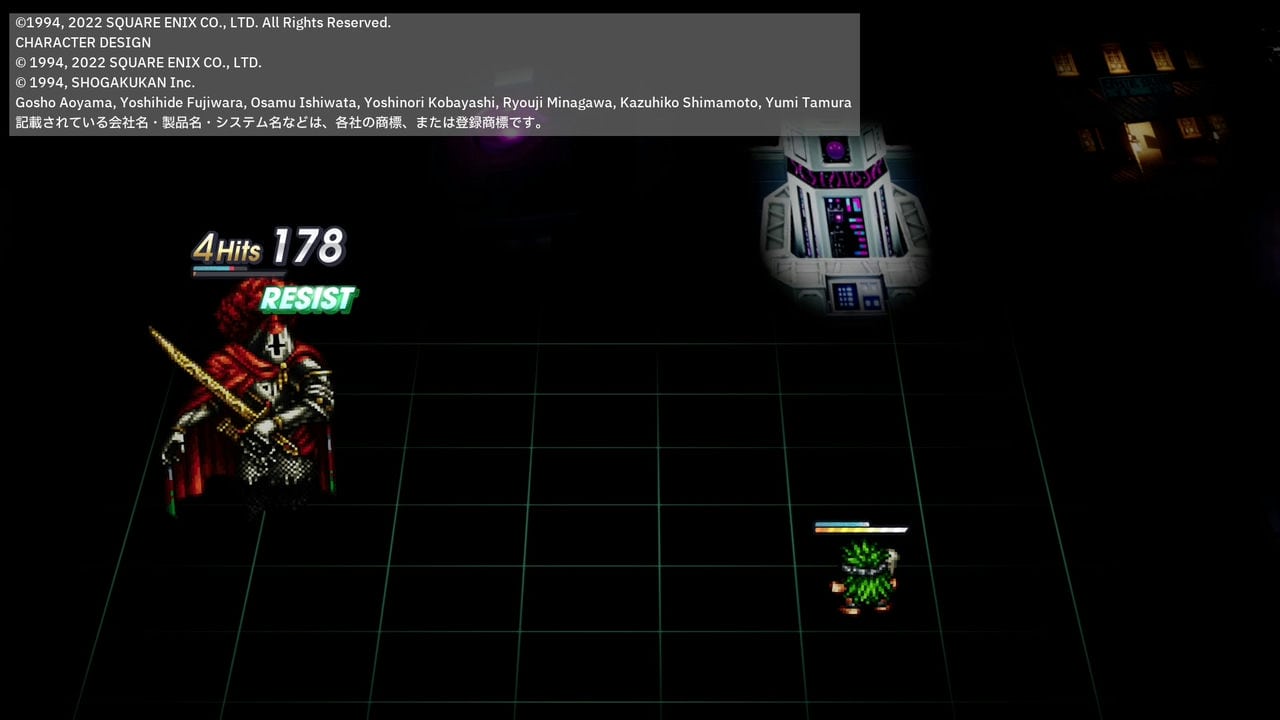 ©1994, 2022 SQUARE ENIX CO., LTD. All Rights Reserved.
CHARACTER DESIGN
© 1994, 2022 SQUARE ENIX CO., LTD.
© 1994, SHOGAKUKAN Inc.
Gosho Aoyama, Yoshihide Fujiwara, Osamu Ishiwata, Yoshinori Kobayashi, Ryouji Minagawa, Kazuhiko Shimamoto, Yumi Tamura
記載されている会社名・製品名・システム名などは、各社の商標、または登録商標です。
4Hits 178
RESIST